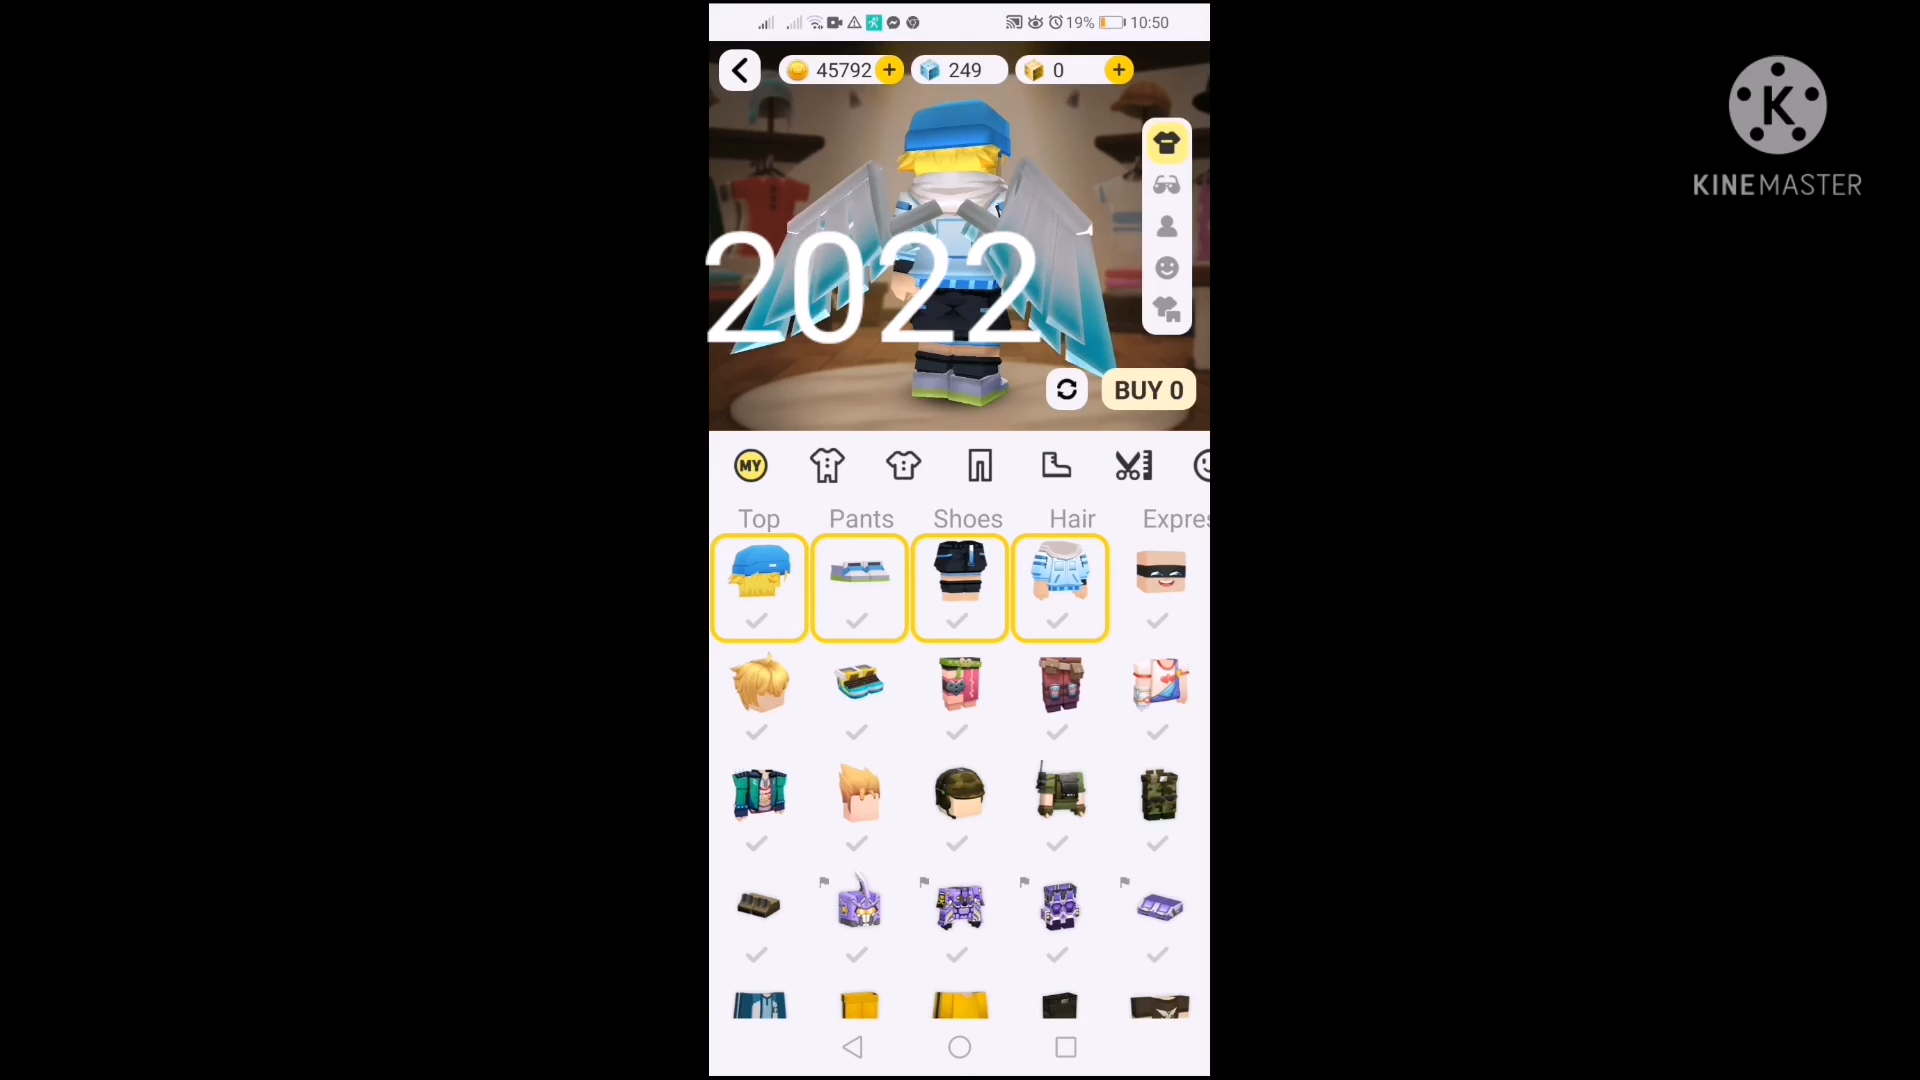 19% 10:50
45792 + 249 0 +
K
KINEMASTER
2022
BUY 0
MY
Top Pants Shoes Hair Expres